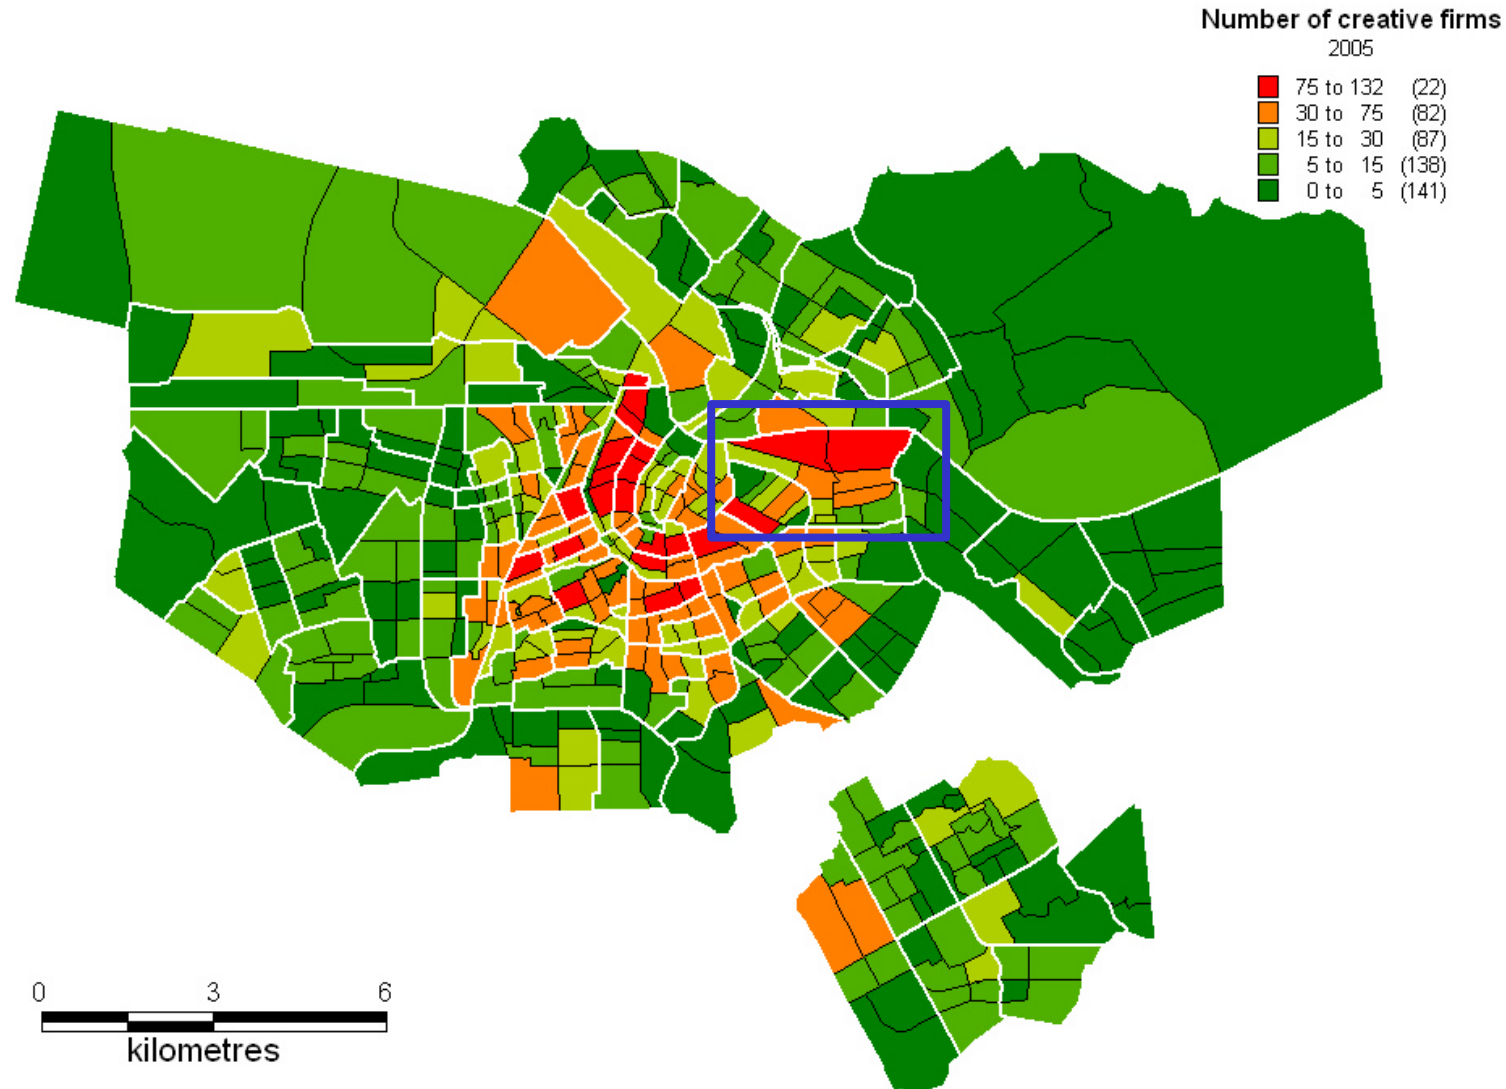 Number of creative firms
2005
75 to 132 (22)
30 to 75 (82)
15 to 30 (87)
5 to 15 (138)
0 to 5 (141)
0 3 6
kilometres